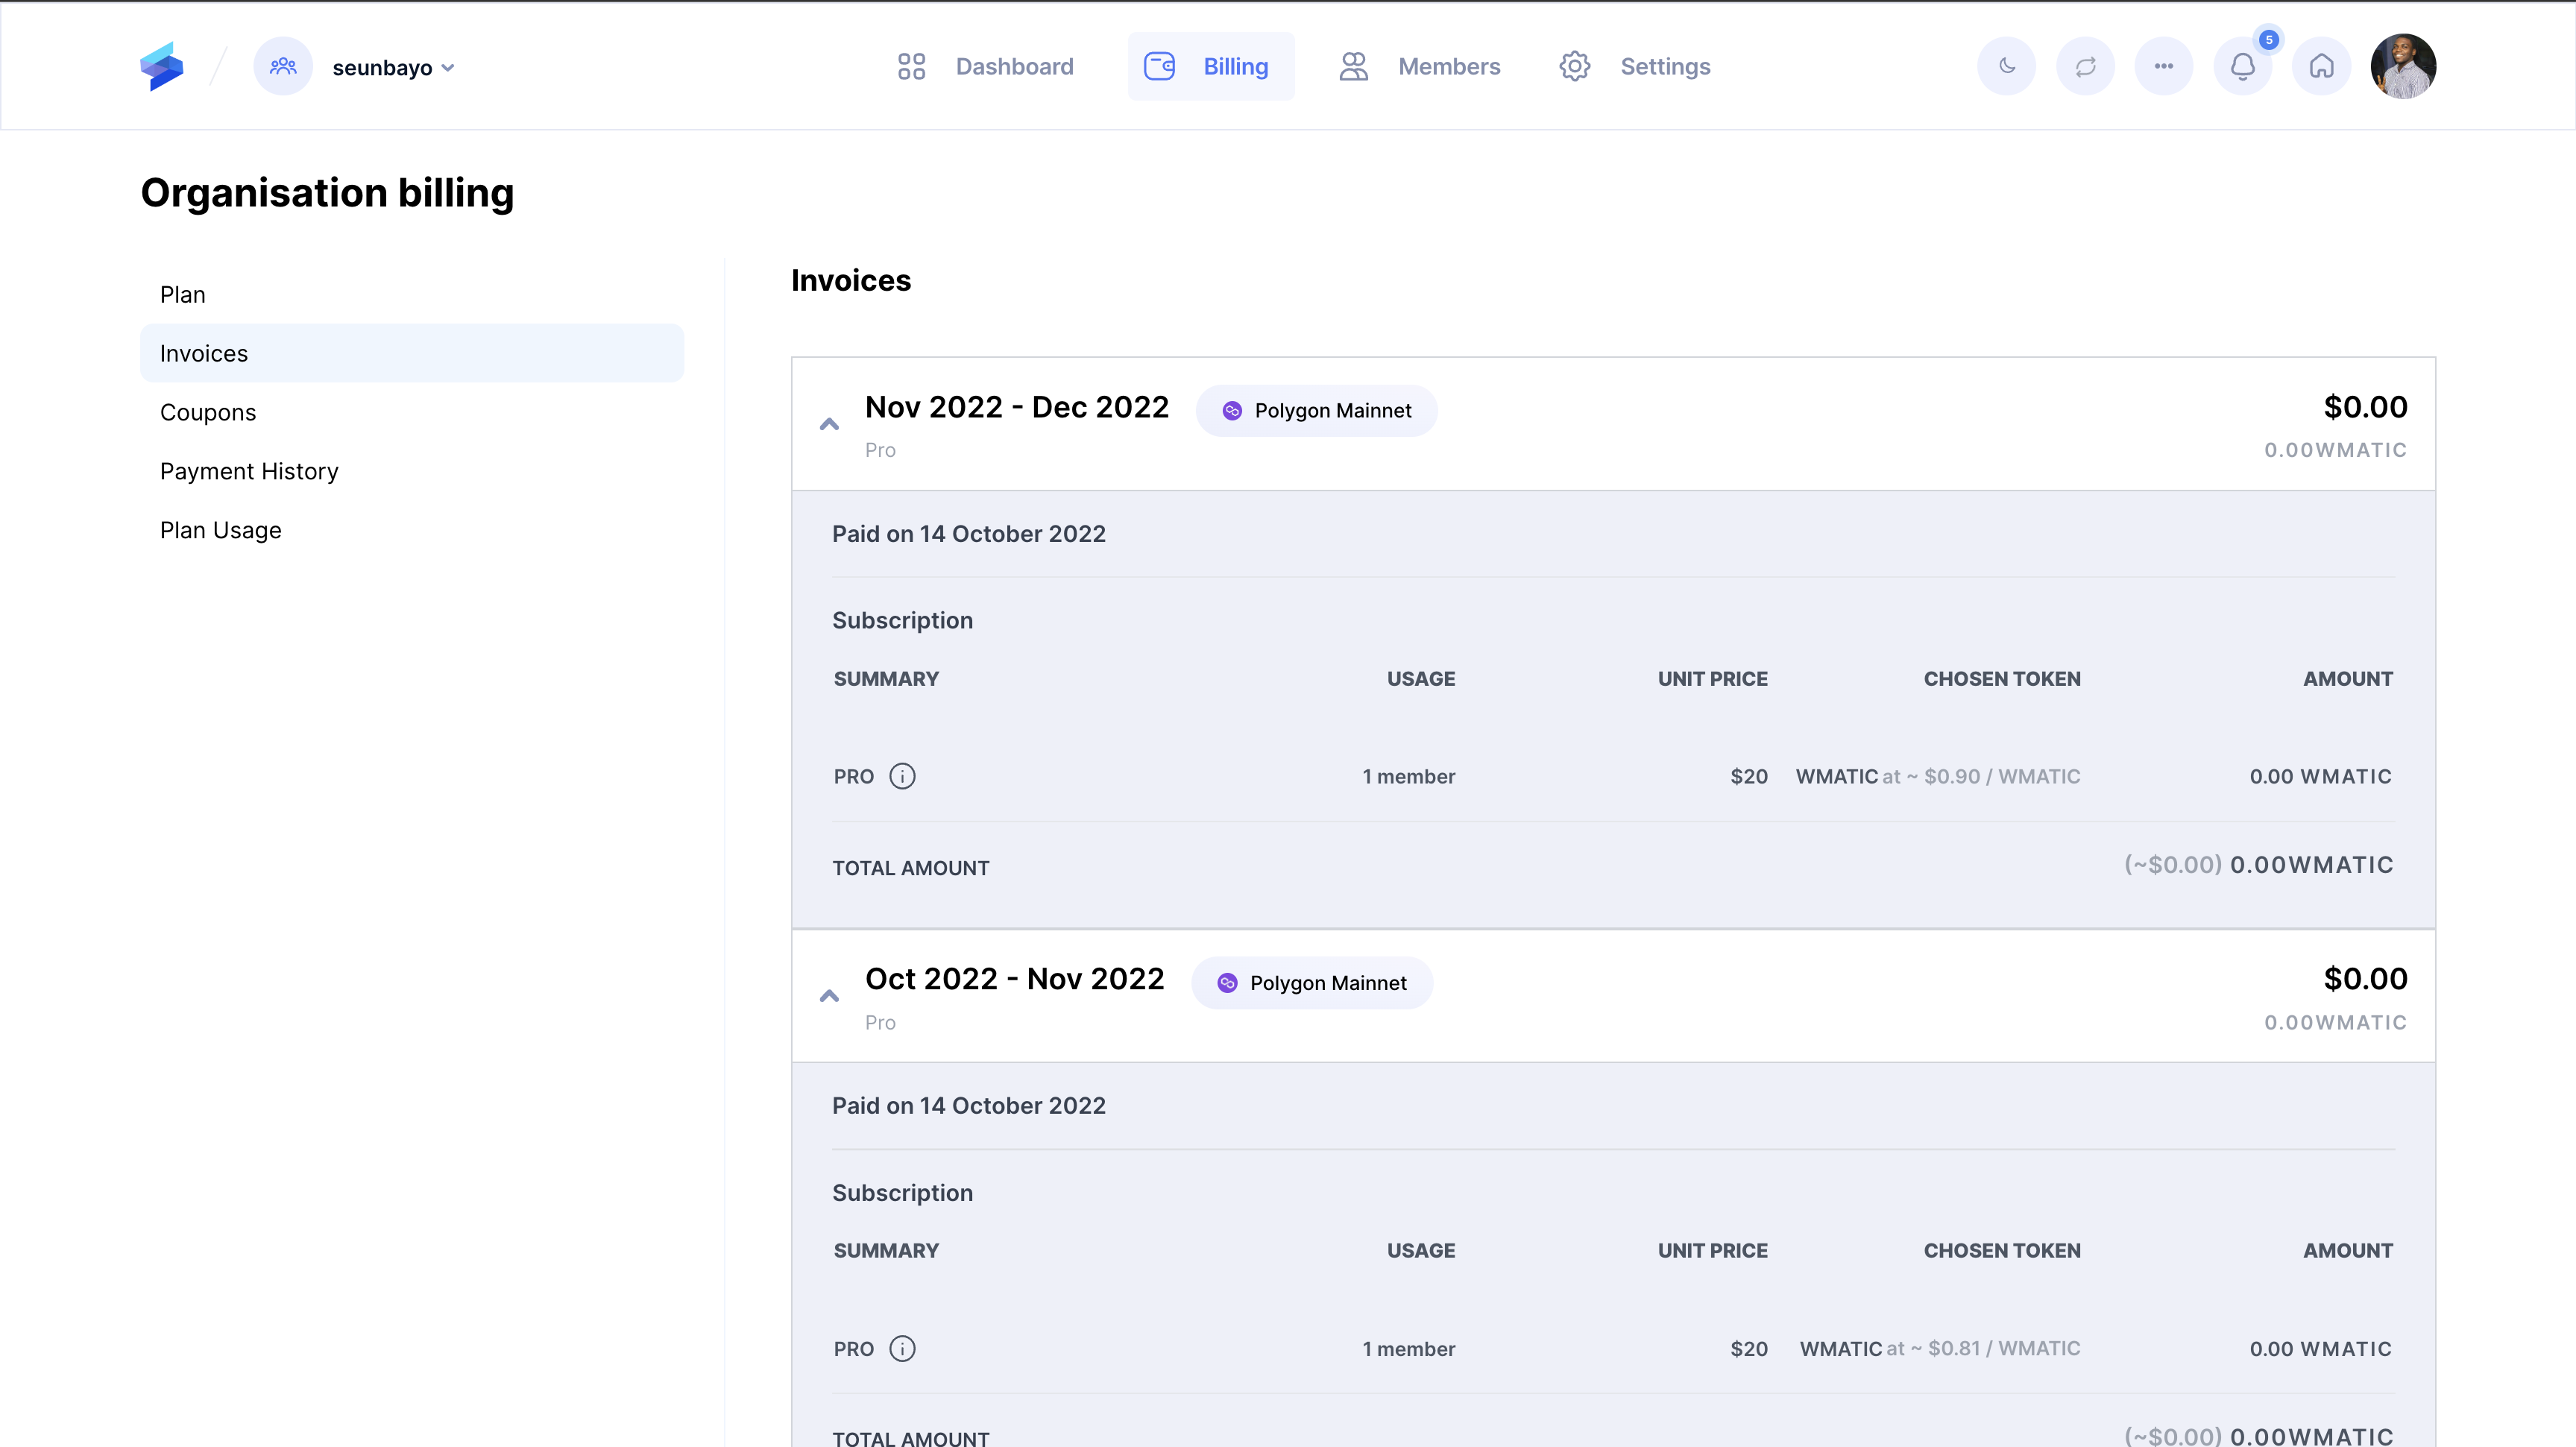 seunbayo
Dashboard
Billing
Members
Settings
5
Organisation billing
Plan
Invoices
Coupons
Payment History
Plan Usage
Invoices
Nov 2022 - Dec 2022 Polygon Mainnet $0.00
Pro 0.00WMATIC
Paid on 14 October 2022
Subscription
SUMMARY USAGE UNIT PRICE CHOSEN TOKEN AMOUNT
PRO 1 member $20 WMATIC at ~ $0.90 / WMATIC 0.00 WMATIC
TOTAL AMOUNT (~$0.00) 0.00WMATIC
Oct 2022 - Nov 2022 Polygon Mainnet $0.00
Pro 0.00WMATIC
Paid on 14 October 2022
Subscription
SUMMARY USAGE UNIT PRICE CHOSEN TOKEN AMOUNT
PRO 1 member $20 WMATIC at ~ $0.81 / WMATIC 0.00 WMATIC
TOTAL AMOUNT (~$0.00) 0.00WMATIC